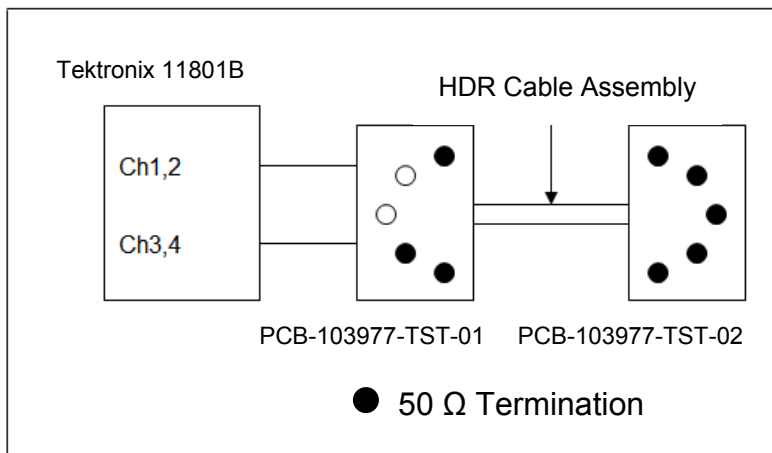 Tektronix 11801B
HDR Cable Assembly
Ch1,2
Ch3,4
PCB-103977-TST-01
PCB-103977-TST-02
50 Ω Termination